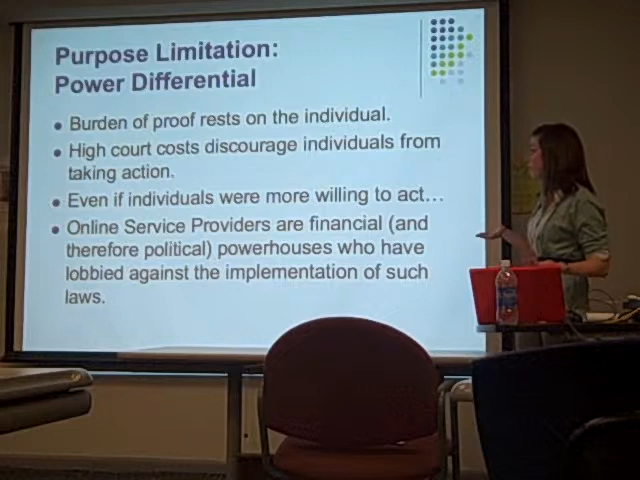 Purpose Limitation:
Power Differential
• Burden of proof rests on the individual.
• High court costs discourage individuals from
taking action.
• Even if individuals were more willing to act…
• Online Service Providers are financial (and
therefore political) powerhouses who have
lobbied against the implementation of such
laws.